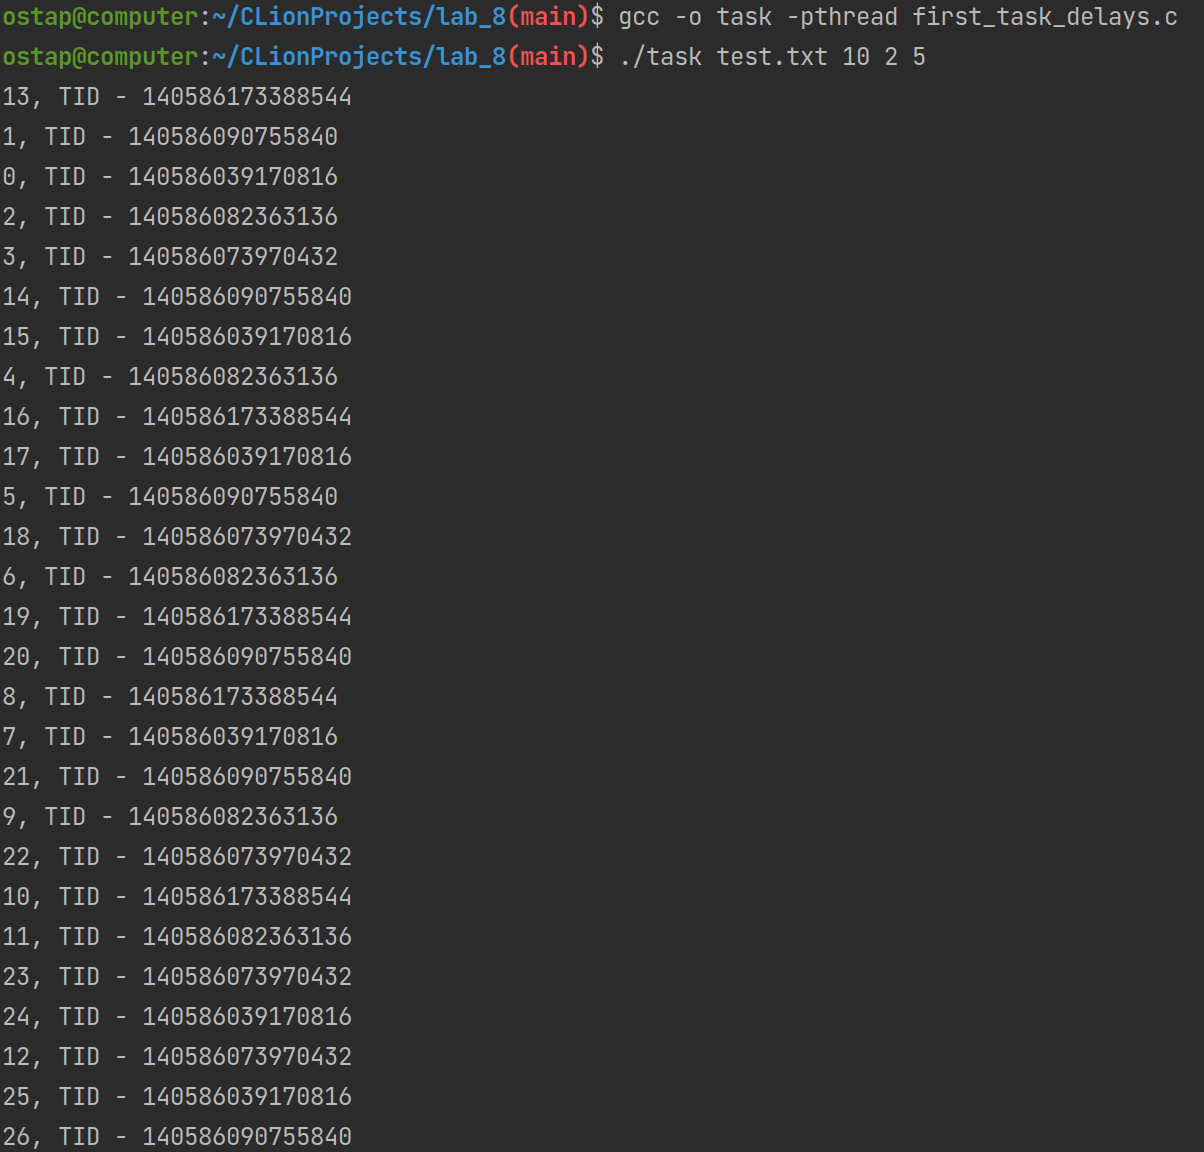 ostap@computer:~/CLionProjects/lab_8(main)$ gcc -o task -pthread first_task_delays.c
ostap@computer:~/CLionProjects/lab_8(main)$ ./task test.txt 10 2 5
13, TID - 140586173388544
1, TID - 140586090755840
0, TID - 140586039170816
2, TID - 140586082363136
3, TID - 140586073970432
14, TID - 140586090755840
15, TID - 140586039170816
4, TID - 140586082363136
16, TID - 140586173388544
17, TID - 140586039170816
5, TID - 140586090755840
18, TID - 140586073970432
6, TID - 140586082363136
19, TID - 140586173388544
20, TID - 140586090755840
8, TID - 140586173388544
7, TID - 140586039170816
21, TID - 140586090755840
9, TID - 140586082363136
22, TID - 140586073970432
10, TID - 140586173388544
11, TID - 140586082363136
23, TID - 140586073970432
24, TID - 140586039170816
12, TID - 140586073970432
25, TID - 140586039170816
26, TID - 140586090755840